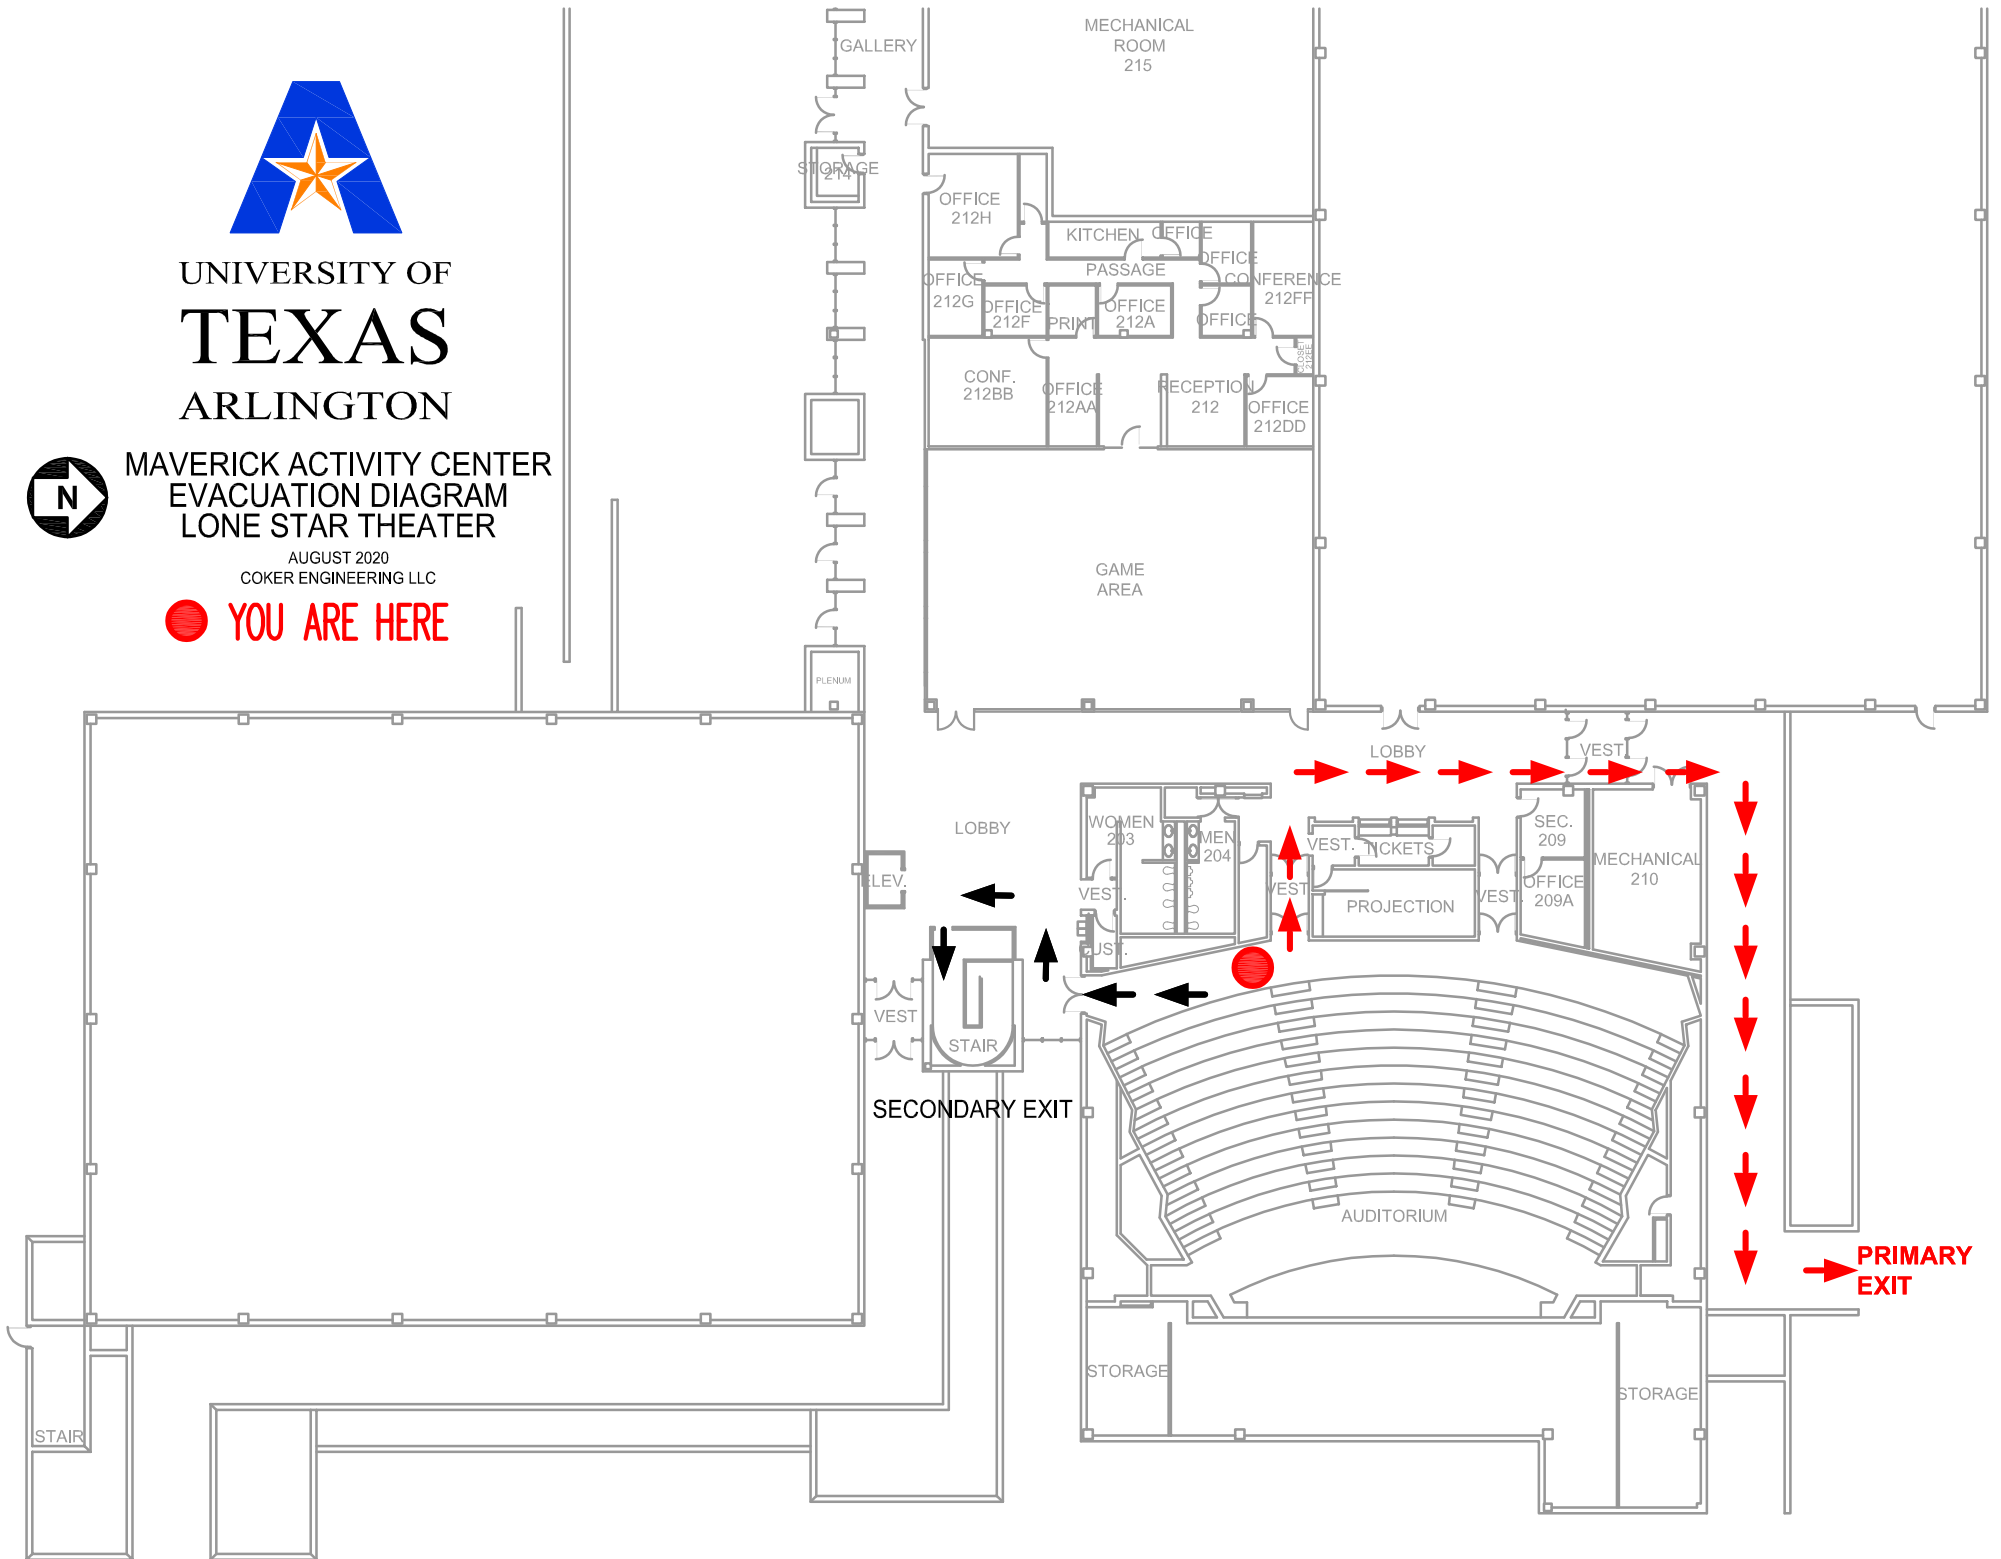 UNIVERSITY OF
TEXAS
ARLINGTON
N
MAVERICK ACTIVITY CENTER
EVACUATION DIAGRAM
LONE STAR THEATER
AUGUST 2020
COKER ENGINEERING LLC
YOU ARE HERE
GALLERY
MECHANICAL
ROOM
215
STORAGE
214
OFFICE
212H
KITCHEN
OFFICE
OFFICE
PASSAGE
CONFERENCE
212FF
OFFICE
212G
OFFICE
212F
PRINT
OFFICE
212A
OFFICE
CLOSET
212EE
CONF.
212BB
OFFICE
212AA
RECEPTION
212
OFFICE
212DD
GAME
AREA
PLENUM
LOBBY
VEST.
LOBBY
WOMEN
203
MEN
204
VEST.
TICKETS
SEC.
209
MECHANICAL
210
ELEV.
VEST.
VEST.
PROJECTION
VEST.
OFFICE
209A
CUST.
VEST
STAIR
SECONDARY EXIT
AUDITORIUM
PRIMARY
EXIT
STORAGE
STORAGE
STAIR